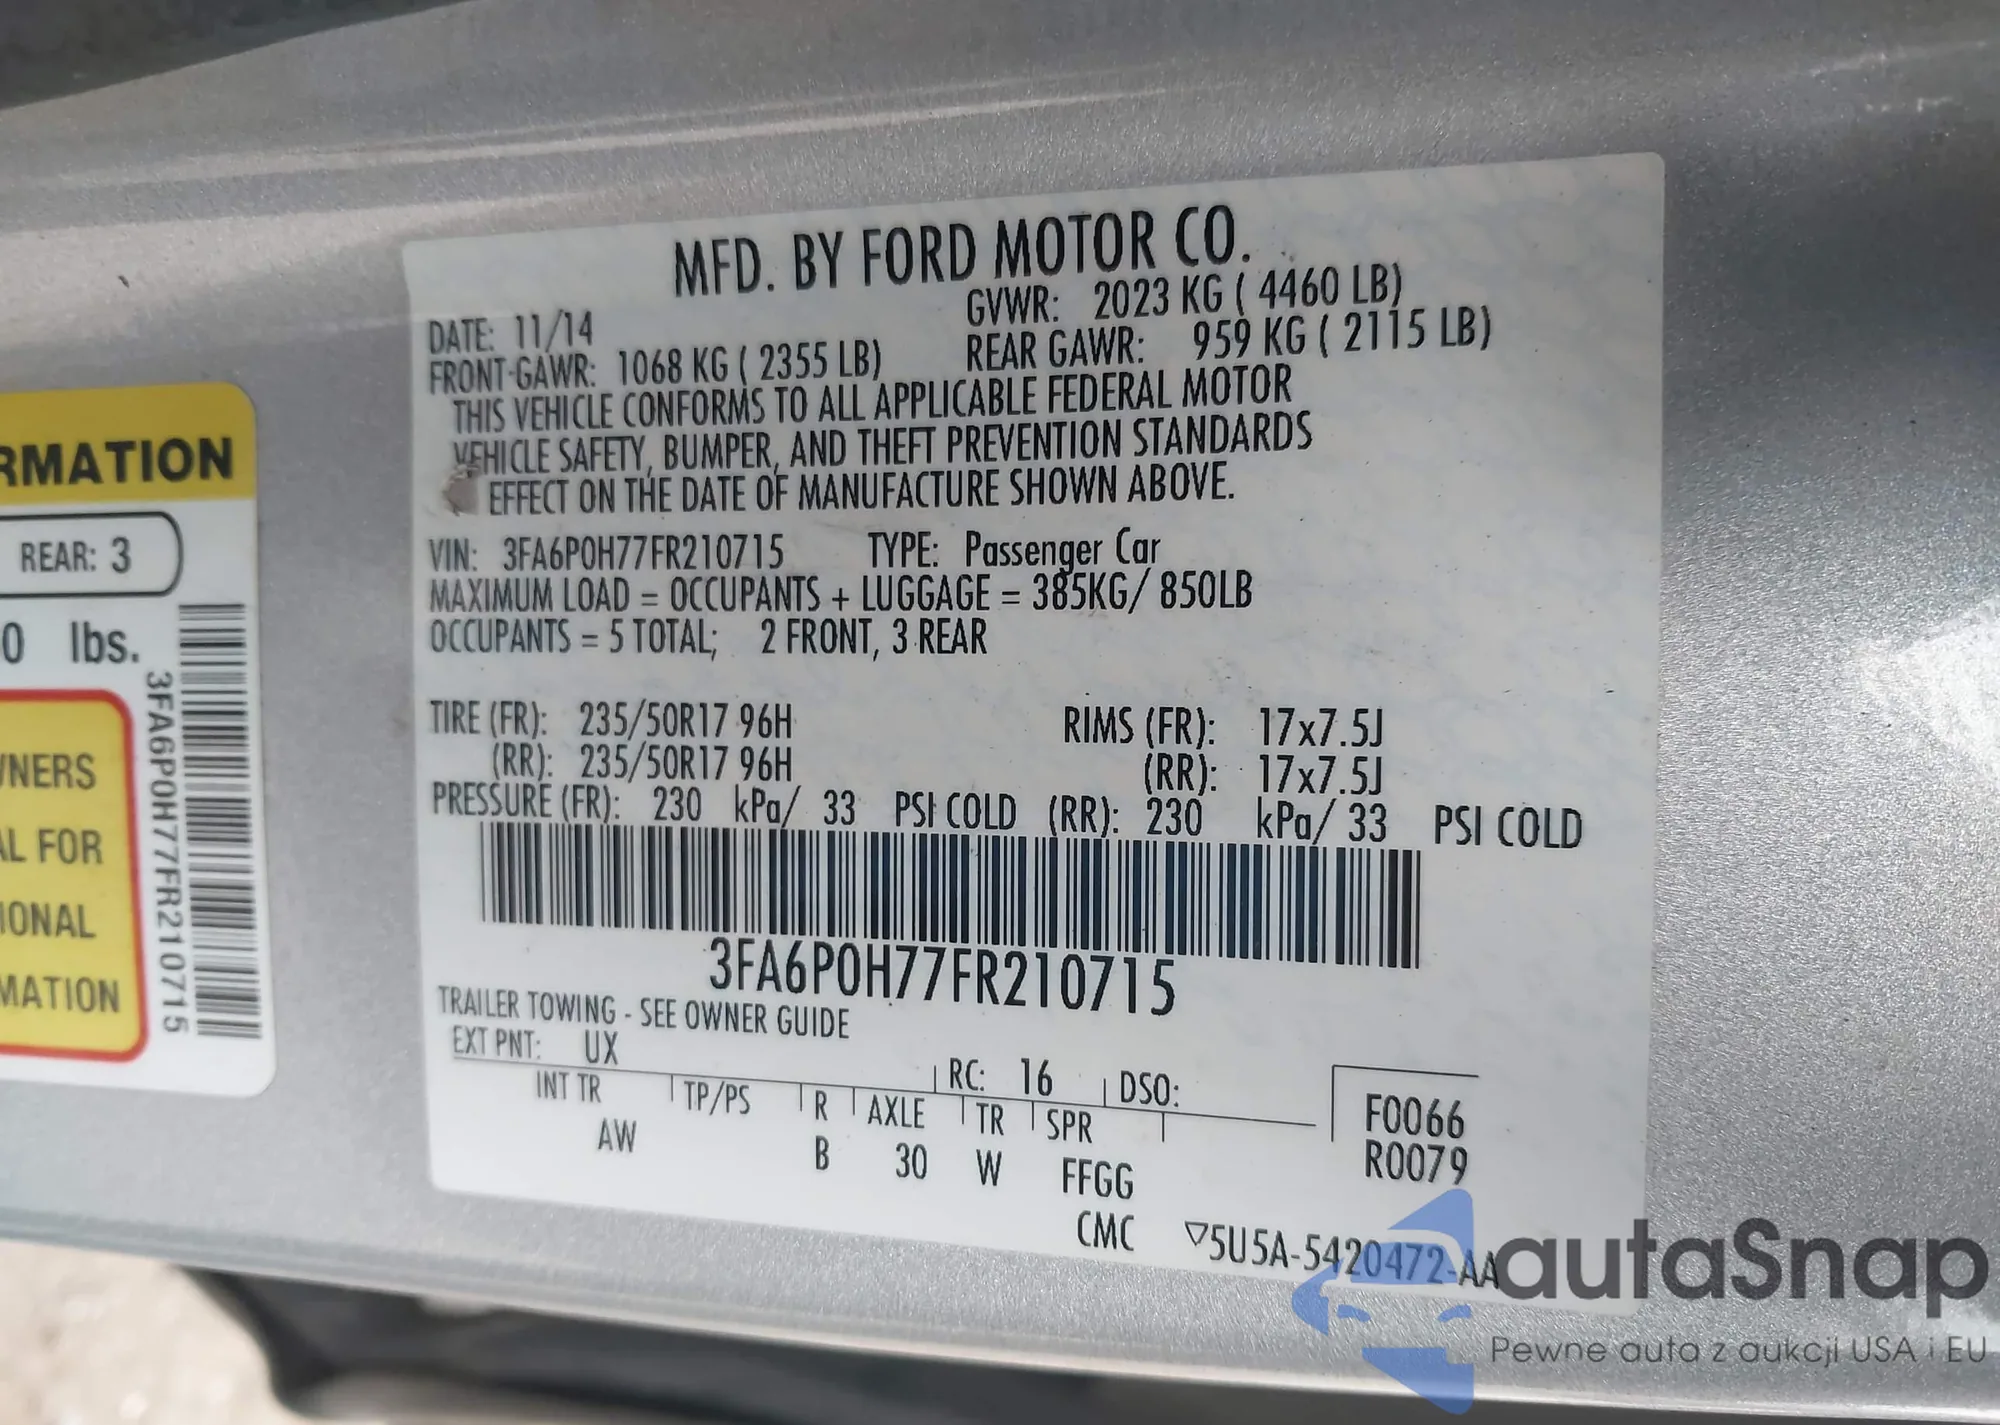 MFD. BY FORD MOTOR CO.
DATE: 11/14
GVWR: 2023 KG ( 4460 LB)
FRONT GAWR: 1068 KG ( 2355 LB)
REAR GAWR: 959 KG ( 2115 LB)
THIS VEHICLE CONFORMS TO ALL APPLICABLE FEDERAL MOTOR
VEHICLE SAFETY, BUMPER, AND THEFT PREVENTION STANDARDS
EFFECT ON THE DATE OF MANUFACTURE SHOWN ABOVE.
VIN: 3FA6P0H77FR210715 TYPE: Passenger Car
MAXIMUM LOAD = OCCUPANTS + LUGGAGE = 385KG/ 850LB
OCCUPANTS = 5 TOTAL; 2 FRONT, 3 REAR
TIRE (FR): 235/50R17 96H RIMS (FR): 17x7.5J
(RR): 235/50R17 96H (RR): 17x7.5J
PRESSURE (FR): 230 kPa/ 33 PSI COLD (RR): 230 kPa/ 33 PSI COLD
3FA6P0H77FR210715
TRAILER TOWING - SEE OWNER GUIDE
EXT PNT: UX RC: 16 DSO:
INT TR TP/PS R AXLE TR SPR
AW B 30 W FFGG
F0066
R0079
CMC ▽5U5A-5420472-AA
RMATION
REAR: 3
0 lbs.
3FA6P0H77FR210715
WNERS
AL FOR
IONAL
MATION
autaSnap
Pewne auta z aukcji USA i EU